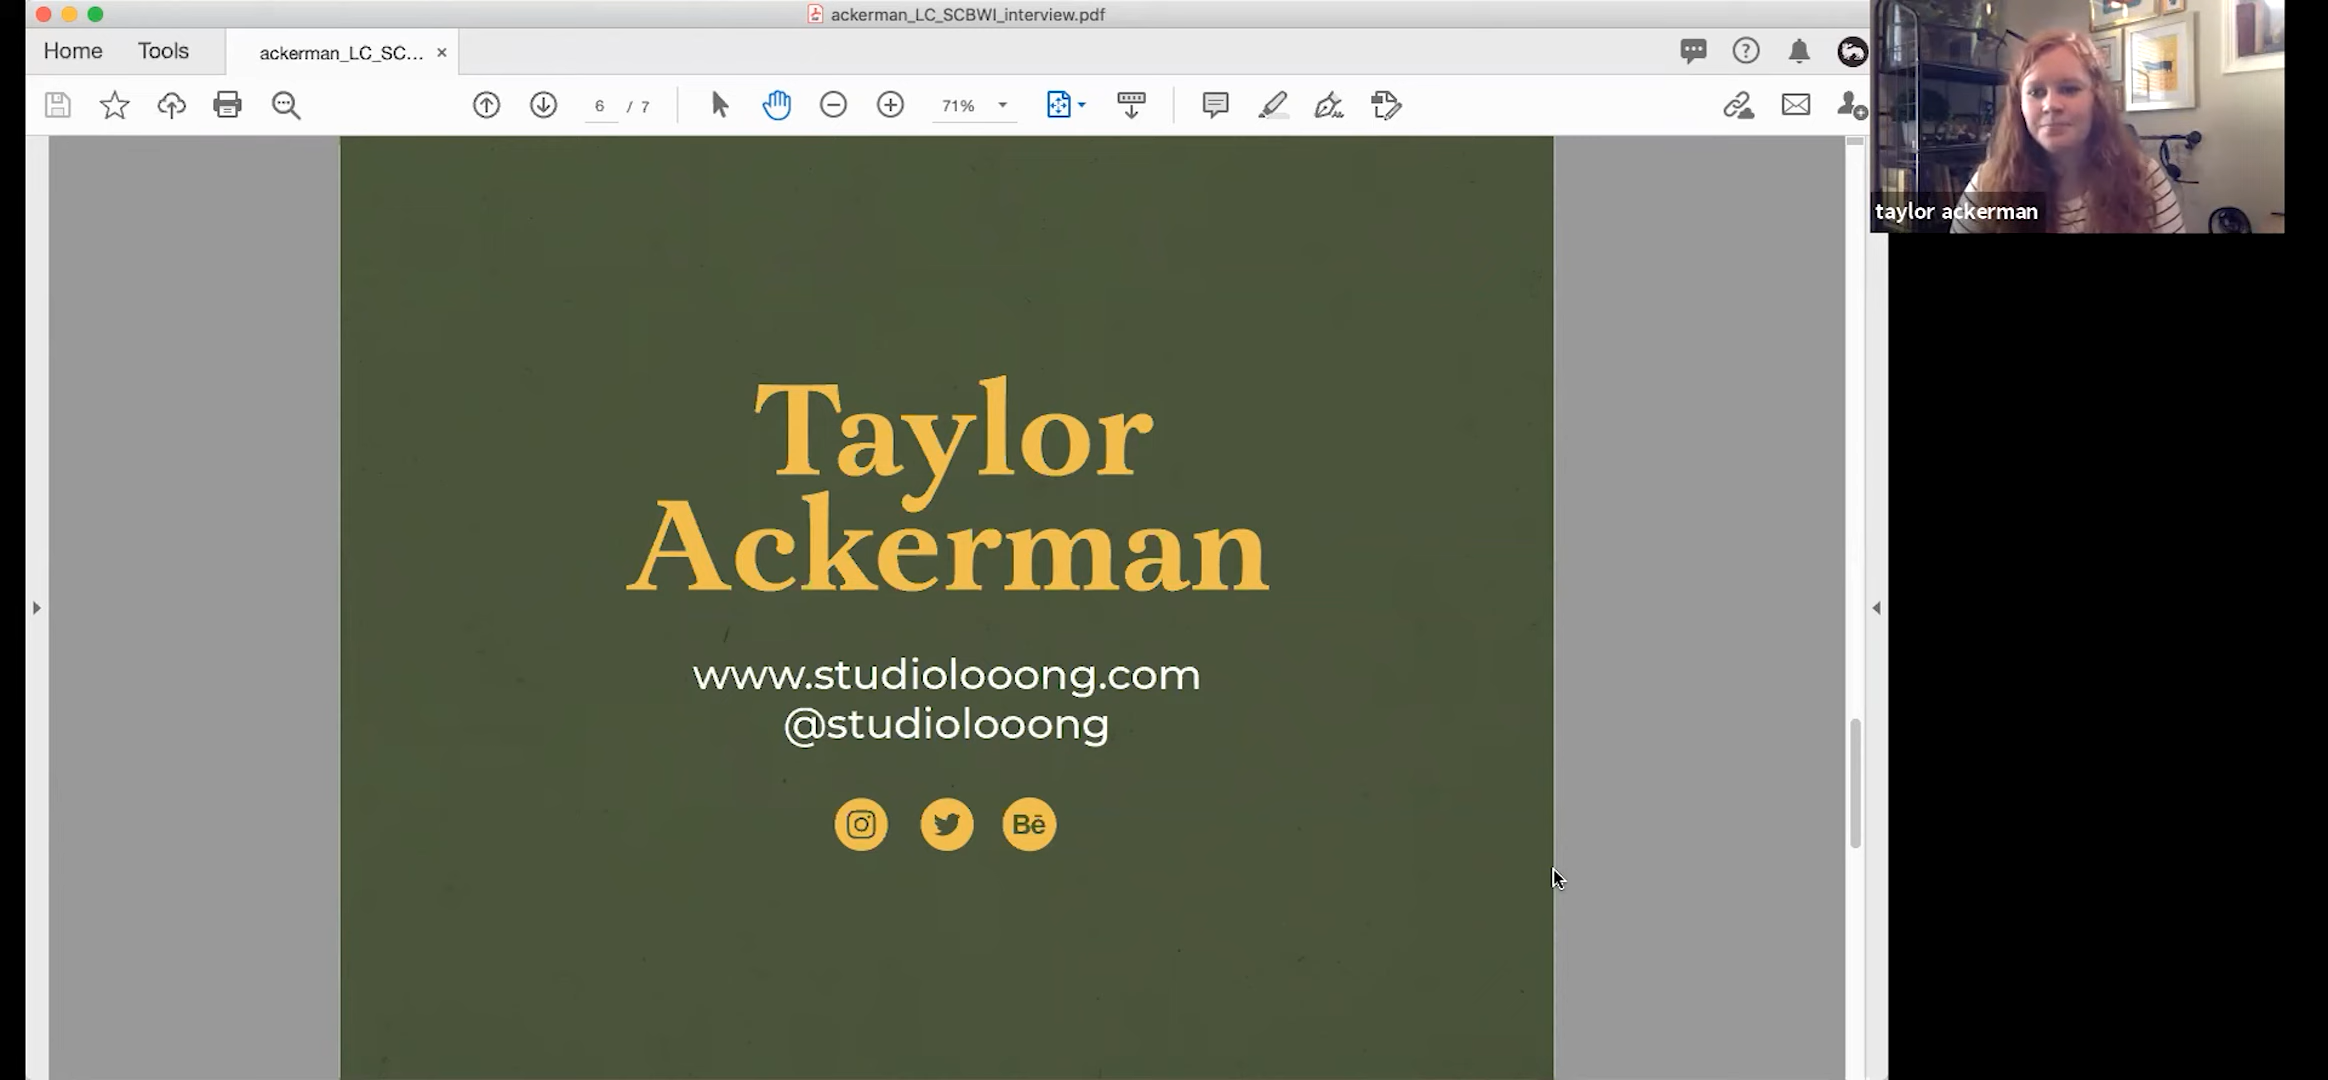 ackerman_LC_SCBWI_interview.pdf
Home Tools ackerman_LC_SC... ×
6 / 7 71%
taylor ackerman
Taylor
Ackerman
www.studiolooong.com
@studiolooong
Bē